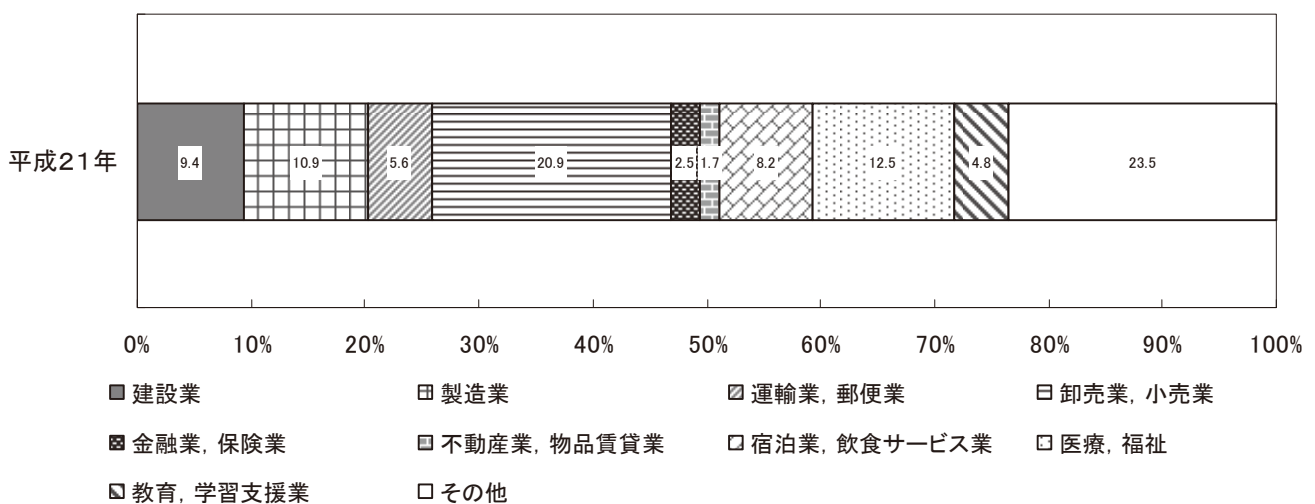 平成21年
9.4 10.9 5.6 20.9 2.5 1.7 8.2 12.5 4.8 23.5
0% 10% 20% 30% 40% 50% 60% 70% 80% 90% 100%
建設業 製造業 運輸業,郵便業 卸売業,小売業
金融業,保険業 不動産業,物品賃貸業 宿泊業,飲食サービス業 医療,福祉
教育,学習支援業 その他